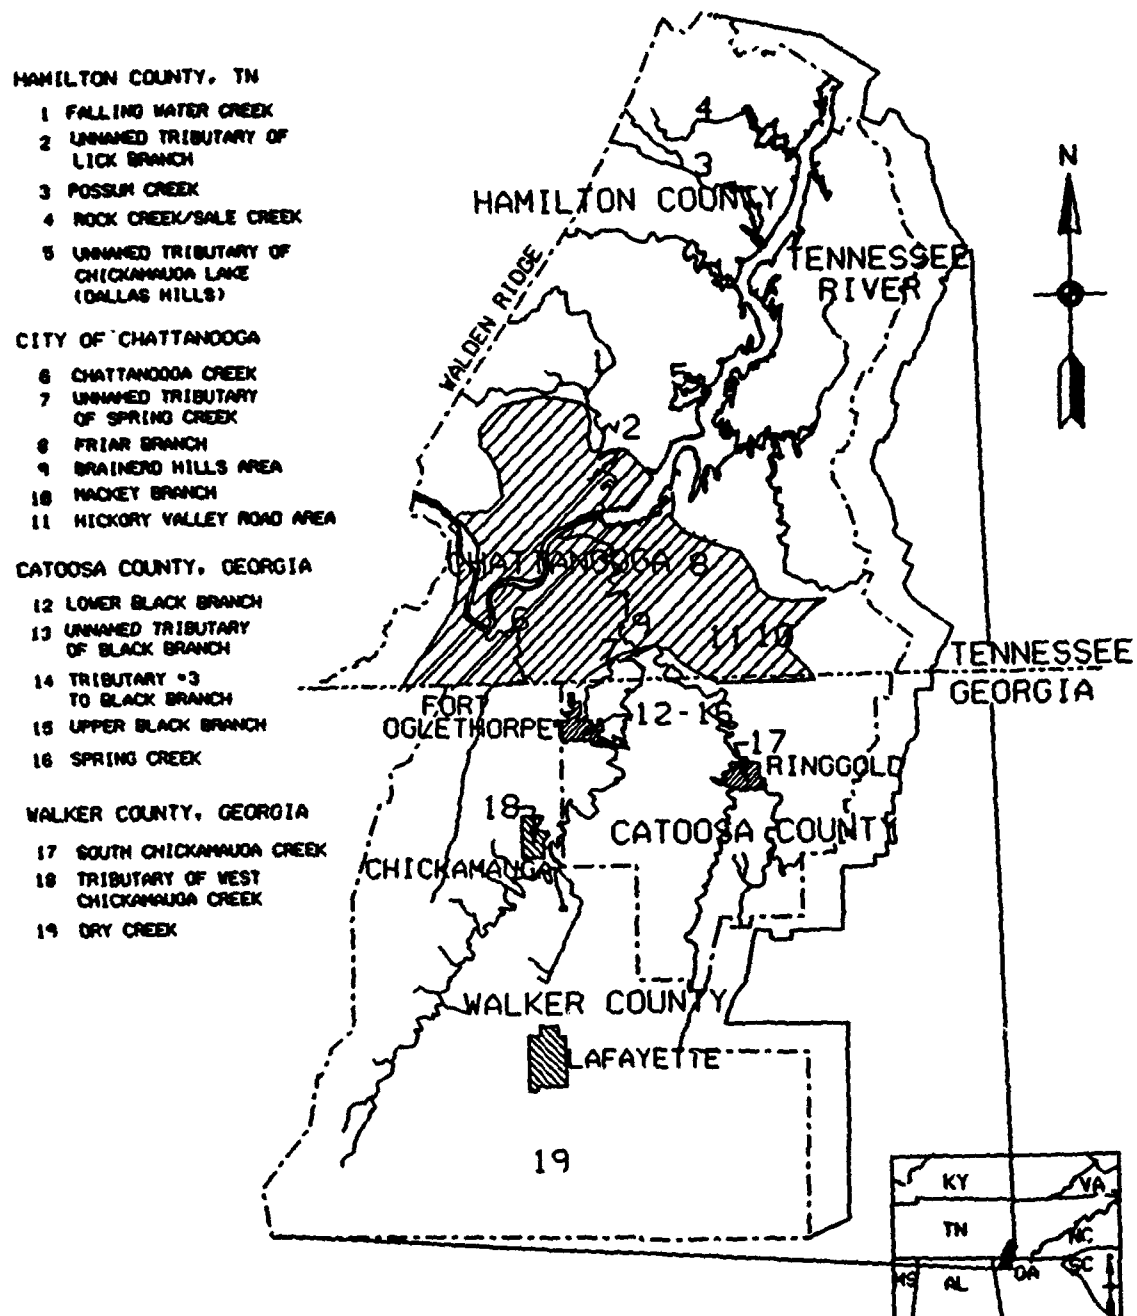 HAMILTON COUNTY, TN
1 FALLING WATER CREEK
2 UNNAMED TRIBUTARY OF
LICK BRANCH
3 POSSUM CREEK
4 ROCK CREEK/SALE CREEK
5 UNNAMED TRIBUTARY OF
CHICKAMAUGA LAKE
(DALLAS HILLS)
CITY OF CHATTANOOGA
6 CHATTANOOGA CREEK
7 UNNAMED TRIBUTARY
OF SPRING CREEK
8 FRIAR BRANCH
9 BRAINERD HILLS AREA
10 MACKEY BRANCH
11 HICKORY VALLEY ROAD AREA
CATOOSA COUNTY, GEORGIA
12 LOWER BLACK BRANCH
13 UNNAMED TRIBUTARY
OF BLACK BRANCH
14 TRIBUTARY #3
TO BLACK BRANCH
15 UPPER BLACK BRANCH
16 SPRING CREEK
WALKER COUNTY, GEORGIA
17 SOUTH CHICKAMAUGA CREEK
18 TRIBUTARY OF WEST
CHICKAMAUGA CREEK
19 DRY CREEK
4
3
HAMILTON COUNTY
N
WALDEN RIDGE
TENNESSEE
RIVER
5
2
CHATTANOOGA 8
6
9
7
11 10
TENNESSEE
GEORGIA
FORT
OGLETHORPE
12-16
17
RINGGOLD
18
CATOOSA COUNTY
CHICKAMAUGA
WALKER COUNTY
LAFAYETTE
19
KY
VA
TN
NC
SC
MS
AL
GA